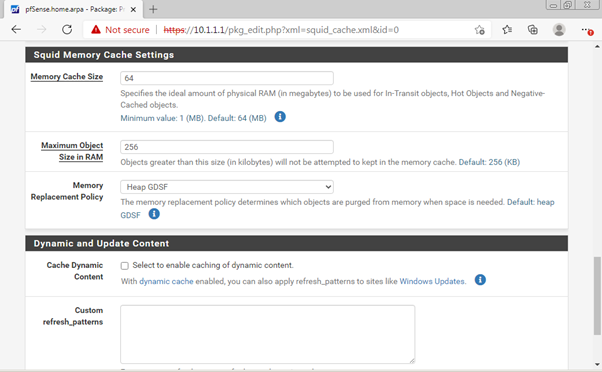 pfSense.home.arpa - Package: P
Not secure | https://10.1.1.1/pkg_edit.php?xml=squid_cache.xml&id=0
Squid Memory Cache Settings
Memory Cache Size
64
Specifies the ideal amount of physical RAM (in megabytes) to be used for In-Transit objects, Hot Objects and Negative-
Cached objects.
Minimum value: 1 (MB). Default: 64 (MB)
Maximum Object
Size in RAM
256
Objects greater than this size (in kilobytes) will not be attempted to kept in the memory cache. Default: 256 (KB)
Memory
Replacement Policy
Heap GDSF
The memory replacement policy determines which objects are purged from memory when space is needed. Default: heap
GDSF
Dynamic and Update Content
Cache Dynamic
Content
Select to enable caching of dynamic content.
With dynamic cache enabled, you can also apply refresh_patterns to sites like Windows Updates.
Custom
refresh_patterns